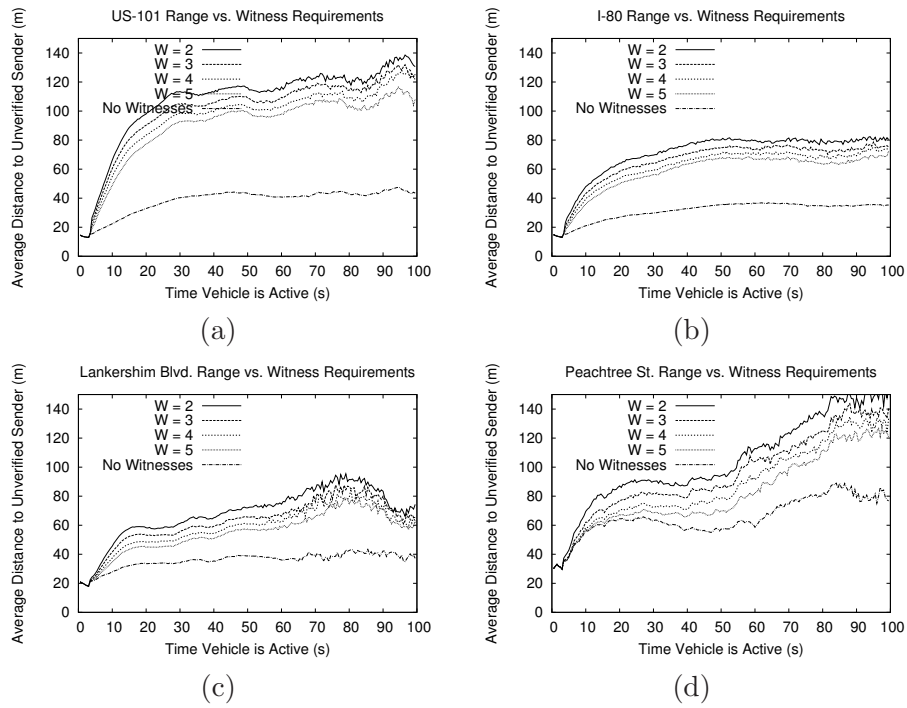 US-101 Range vs. Witness Requirements
Average Distance to Unverified Sender (m)
140
120
100
80
60
40
20
0
W = 2
W = 3
W = 4
W = 5
No Witnesses
0 10 20 30 40 50 60 70 80 90 100
Time Vehicle is Active (s)
(a)
I-80 Range vs. Witness Requirements
Average Distance to Unverified Sender (m)
140
120
100
80
60
40
20
0
W = 2
W = 3
W = 4
W = 5
No Witnesses
0 10 20 30 40 50 60 70 80 90 100
Time Vehicle is Active (s)
(b)
Lankershim Blvd. Range vs. Witness Requirements
Average Distance to Unverified Sender (m)
140
120
100
80
60
40
20
0
W = 2
W = 3
W = 4
W = 5
No Witnesses
0 10 20 30 40 50 60 70 80 90 100
Time Vehicle is Active (s)
(c)
Peachtree St. Range vs. Witness Requirements
Average Distance to Unverified Sender (m)
140
120
100
80
60
40
20
0
W = 2
W = 3
W = 4
W = 5
No Witnesses
0 10 20 30 40 50 60 70 80 90 100
Time Vehicle is Active (s)
(d)